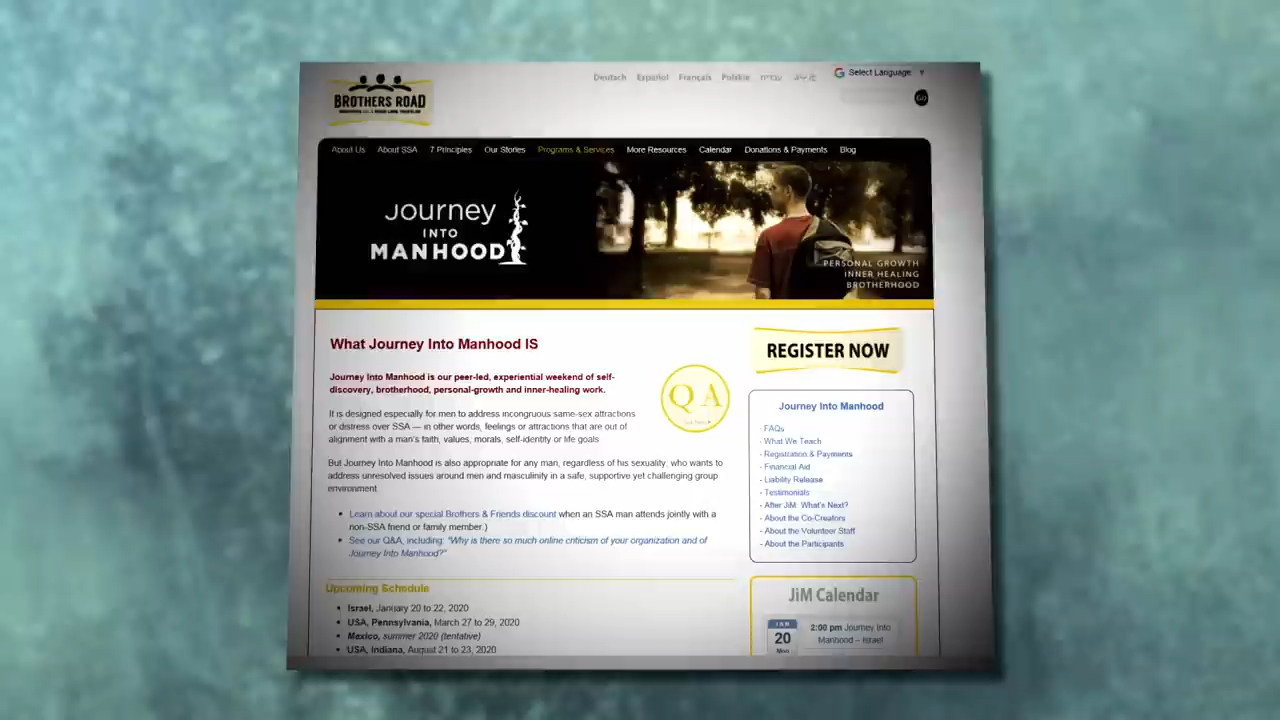 Deutsch Español Français Polskie עברית
Select Language ▼
GO
BROTHERS ROAD
About Us About SSA 7 Principles Our Stories Programs & Services More Resources Calendar Donations & Payments Blog
Journey
INTO
MANHOOD
PERSONAL GROWTH
INNER HEALING
BROTHERHOOD
What Journey Into Manhood IS
Journey Into Manhood is our peer-led, experiential weekend of self-
discovery, brotherhood, personal-growth and inner-healing work.
Q A
It is designed especially for men to address incongruous same-sex attractions
or distress over SSA — in other words, feelings or attractions that are out of
alignment with a man's faith, values, morals, self-identity or life goals
But Journey Into Manhood is also appropriate for any man, regardless of his sexuality, who wants to
address unresolved issues around men and masculinity in a safe, supportive yet challenging group
environment.
• Learn about our special Brothers & Friends discount when an SSA man attends jointly with a
non-SSA friend or family member.)
• See our Q&A, including: "Why is there so much online criticism of your organization and of
Journey Into Manhood?"
Upcoming Schedule
• Israel, January 20 to 22, 2020
• USA, Pennsylvania, March 27 to 29, 2020
• Mexico, summer 2020 (tentative)
• USA, Indiana, August 21 to 23, 2020
REGISTER NOW
Journey Into Manhood
- FAQs
- What We Teach
- Registration & Payments
- Financial Aid
- Liability Release
- Testimonials
- After JiM: What's Next?
- About the Co-Creators
- About the Volunteer Staff
- About the Participants
JiM Calendar
JAN
20
Mon
2:00 pm Journey Into
Manhood – Israel